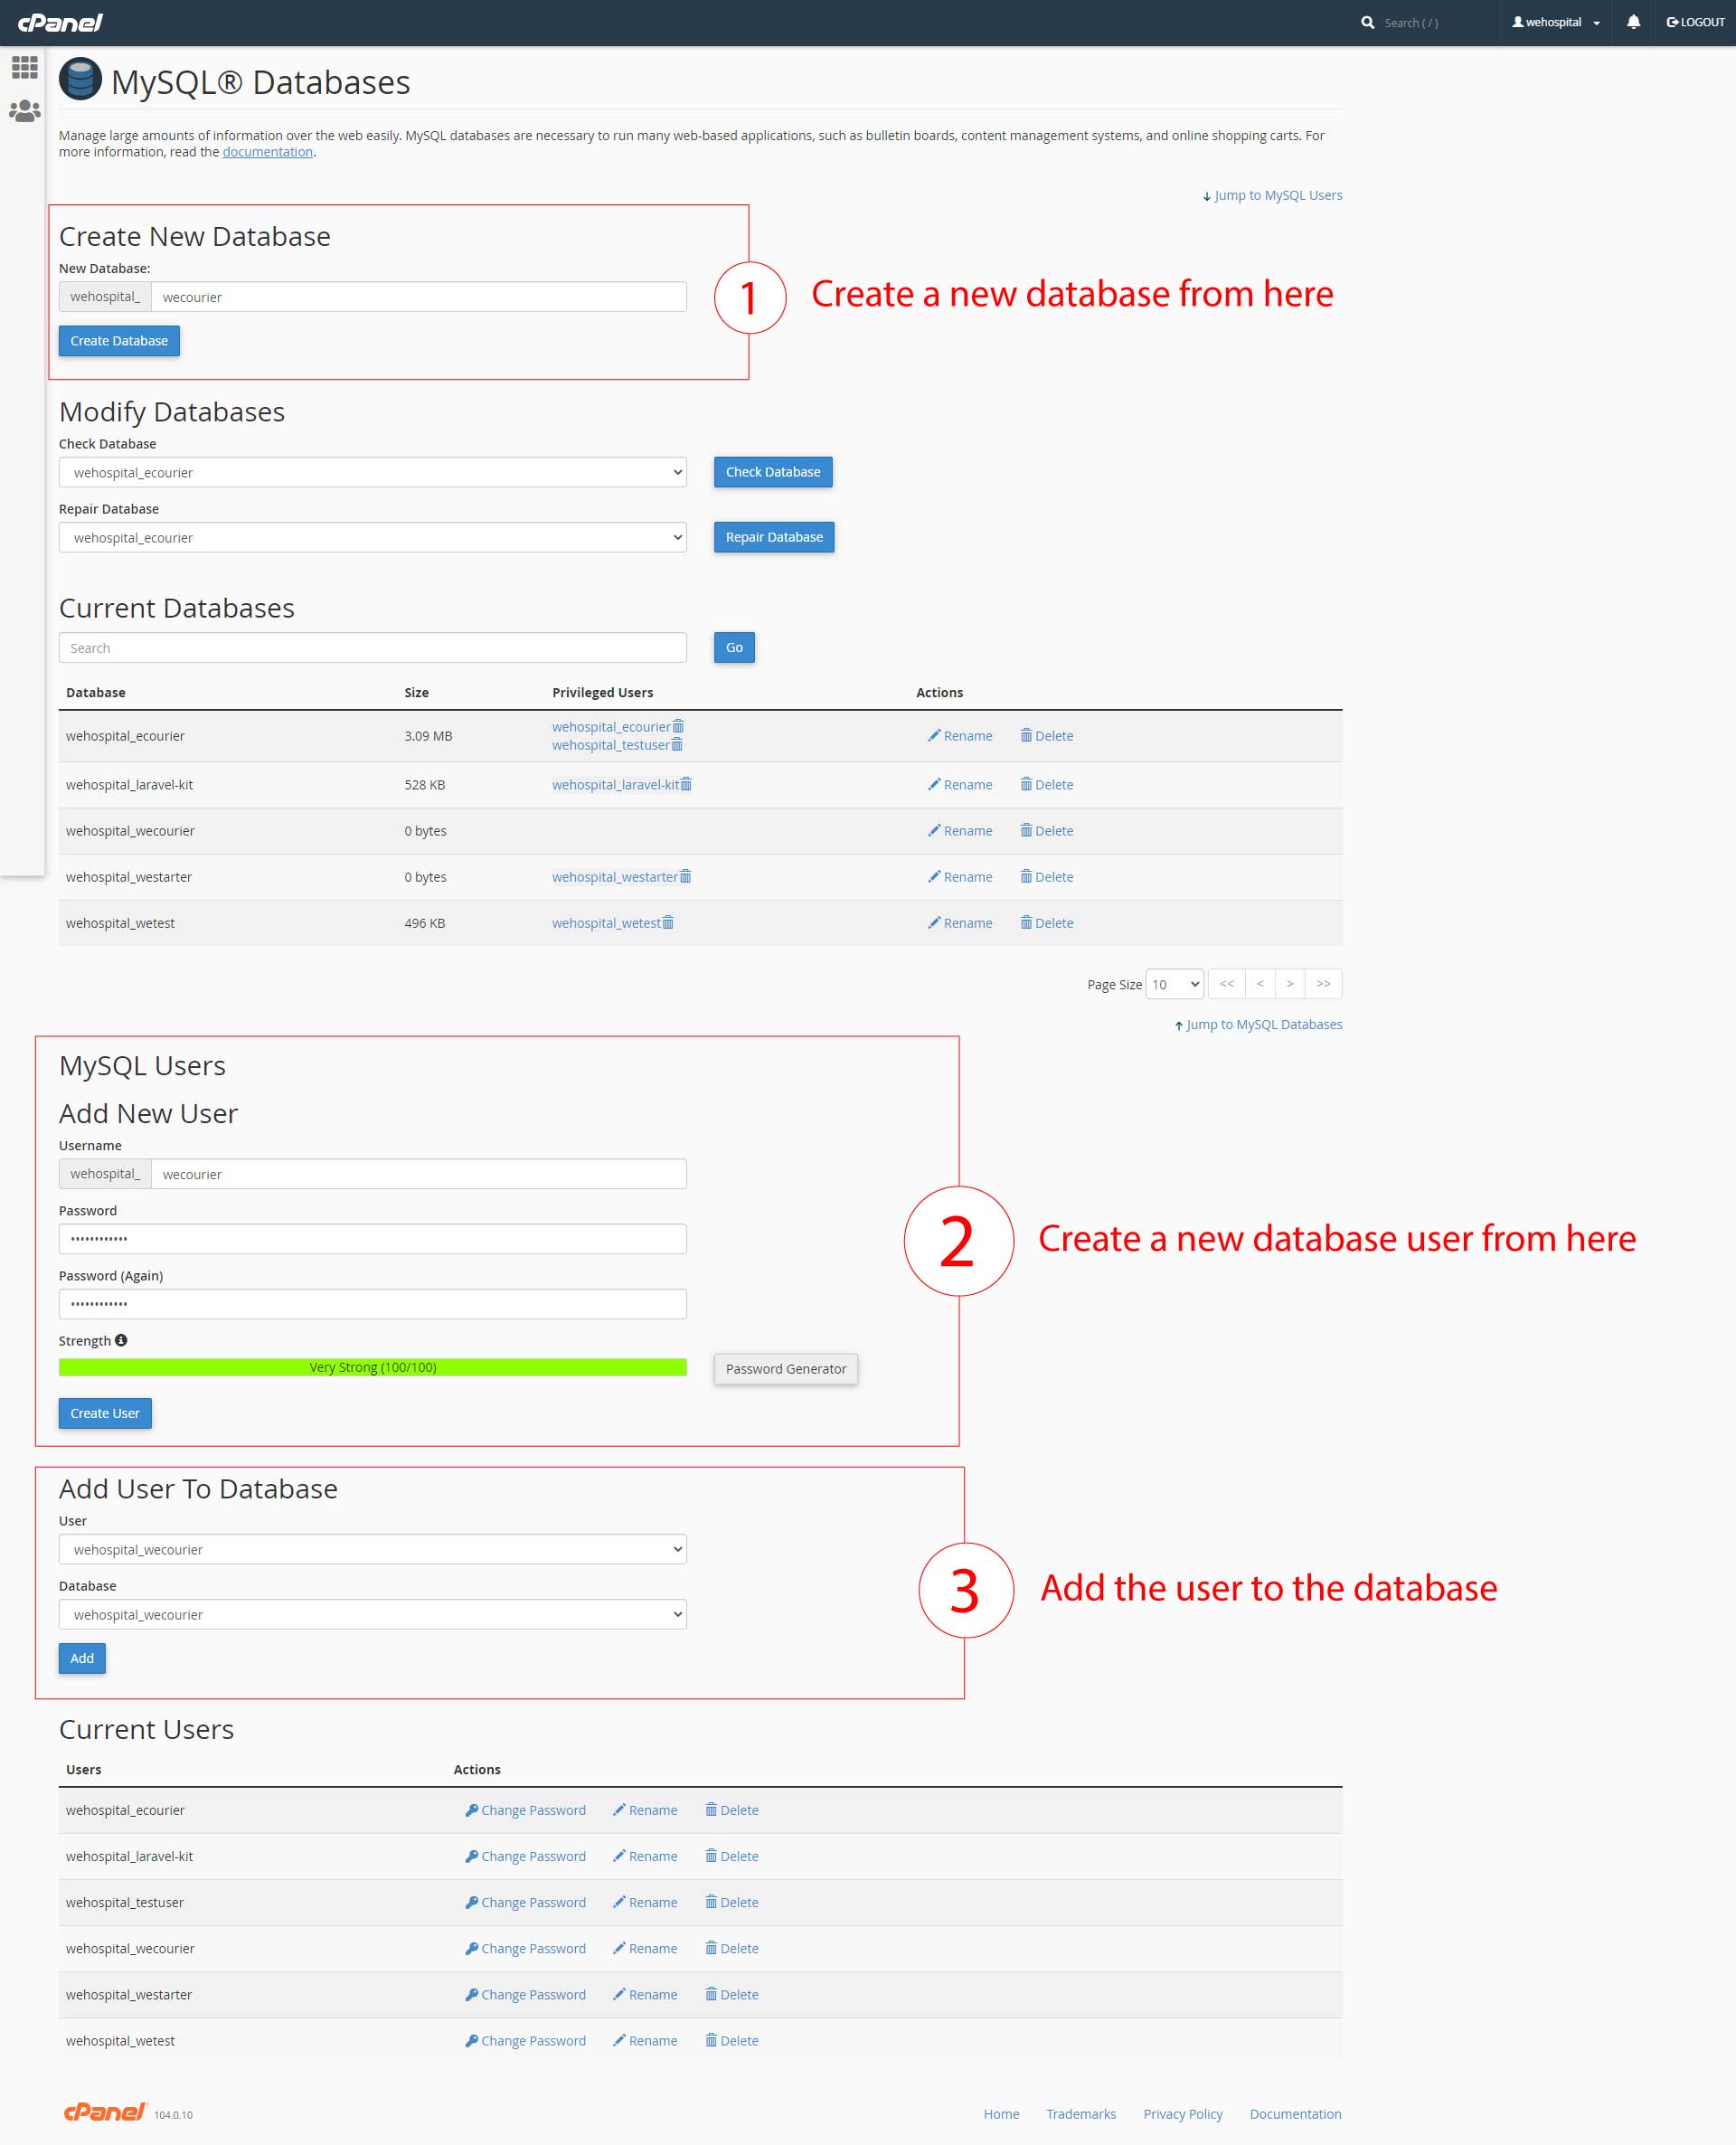 cPanel
Search ( / )
wehospital
LOGOUT
MySQL® Databases
Manage large amounts of information over the web easily. MySQL databases are necessary to run many web-based applications, such as bulletin boards, content management systems, and online shopping carts. For
more information, read the documentation.
Jump to MySQL Users
Create New Database
New Database:
wehospital_ wecourier
Create Database
1
Create a new database from here
Modify Databases
Check Database
wehospital_ecourier
Check Database
Repair Database
wehospital_ecourier
Repair Database
Current Databases
Search
Go
Database Size Privileged Users Actions
wehospital_ecourier 3.09 MB wehospital_ecourier
wehospital_testuser Rename Delete
wehospital_laravel-kit 528 KB wehospital_laravel-kit Rename Delete
wehospital_wecourier 0 bytes Rename Delete
wehospital_westarter 0 bytes wehospital_westarter Rename Delete
wehospital_wetest 496 KB wehospital_wetest Rename Delete
Page Size 10 << < > >>
Jump to MySQL Databases
MySQL Users
Add New User
Username
wehospital_ wecourier
Password
••••••••••••
Password (Again)
••••••••••••
Strength
Very Strong (100/100)
Password Generator
Create User
2
Create a new database user from here
Add User To Database
User
wehospital_wecourier
Database
wehospital_wecourier
Add
3
Add the user to the database
Current Users
Users Actions
wehospital_ecourier Change Password Rename Delete
wehospital_laravel-kit Change Password Rename Delete
wehospital_testuser Change Password Rename Delete
wehospital_wecourier Change Password Rename Delete
wehospital_westarter Change Password Rename Delete
wehospital_wetest Change Password Rename Delete
cPanel 104.0.10
Home Trademarks Privacy Policy Documentation